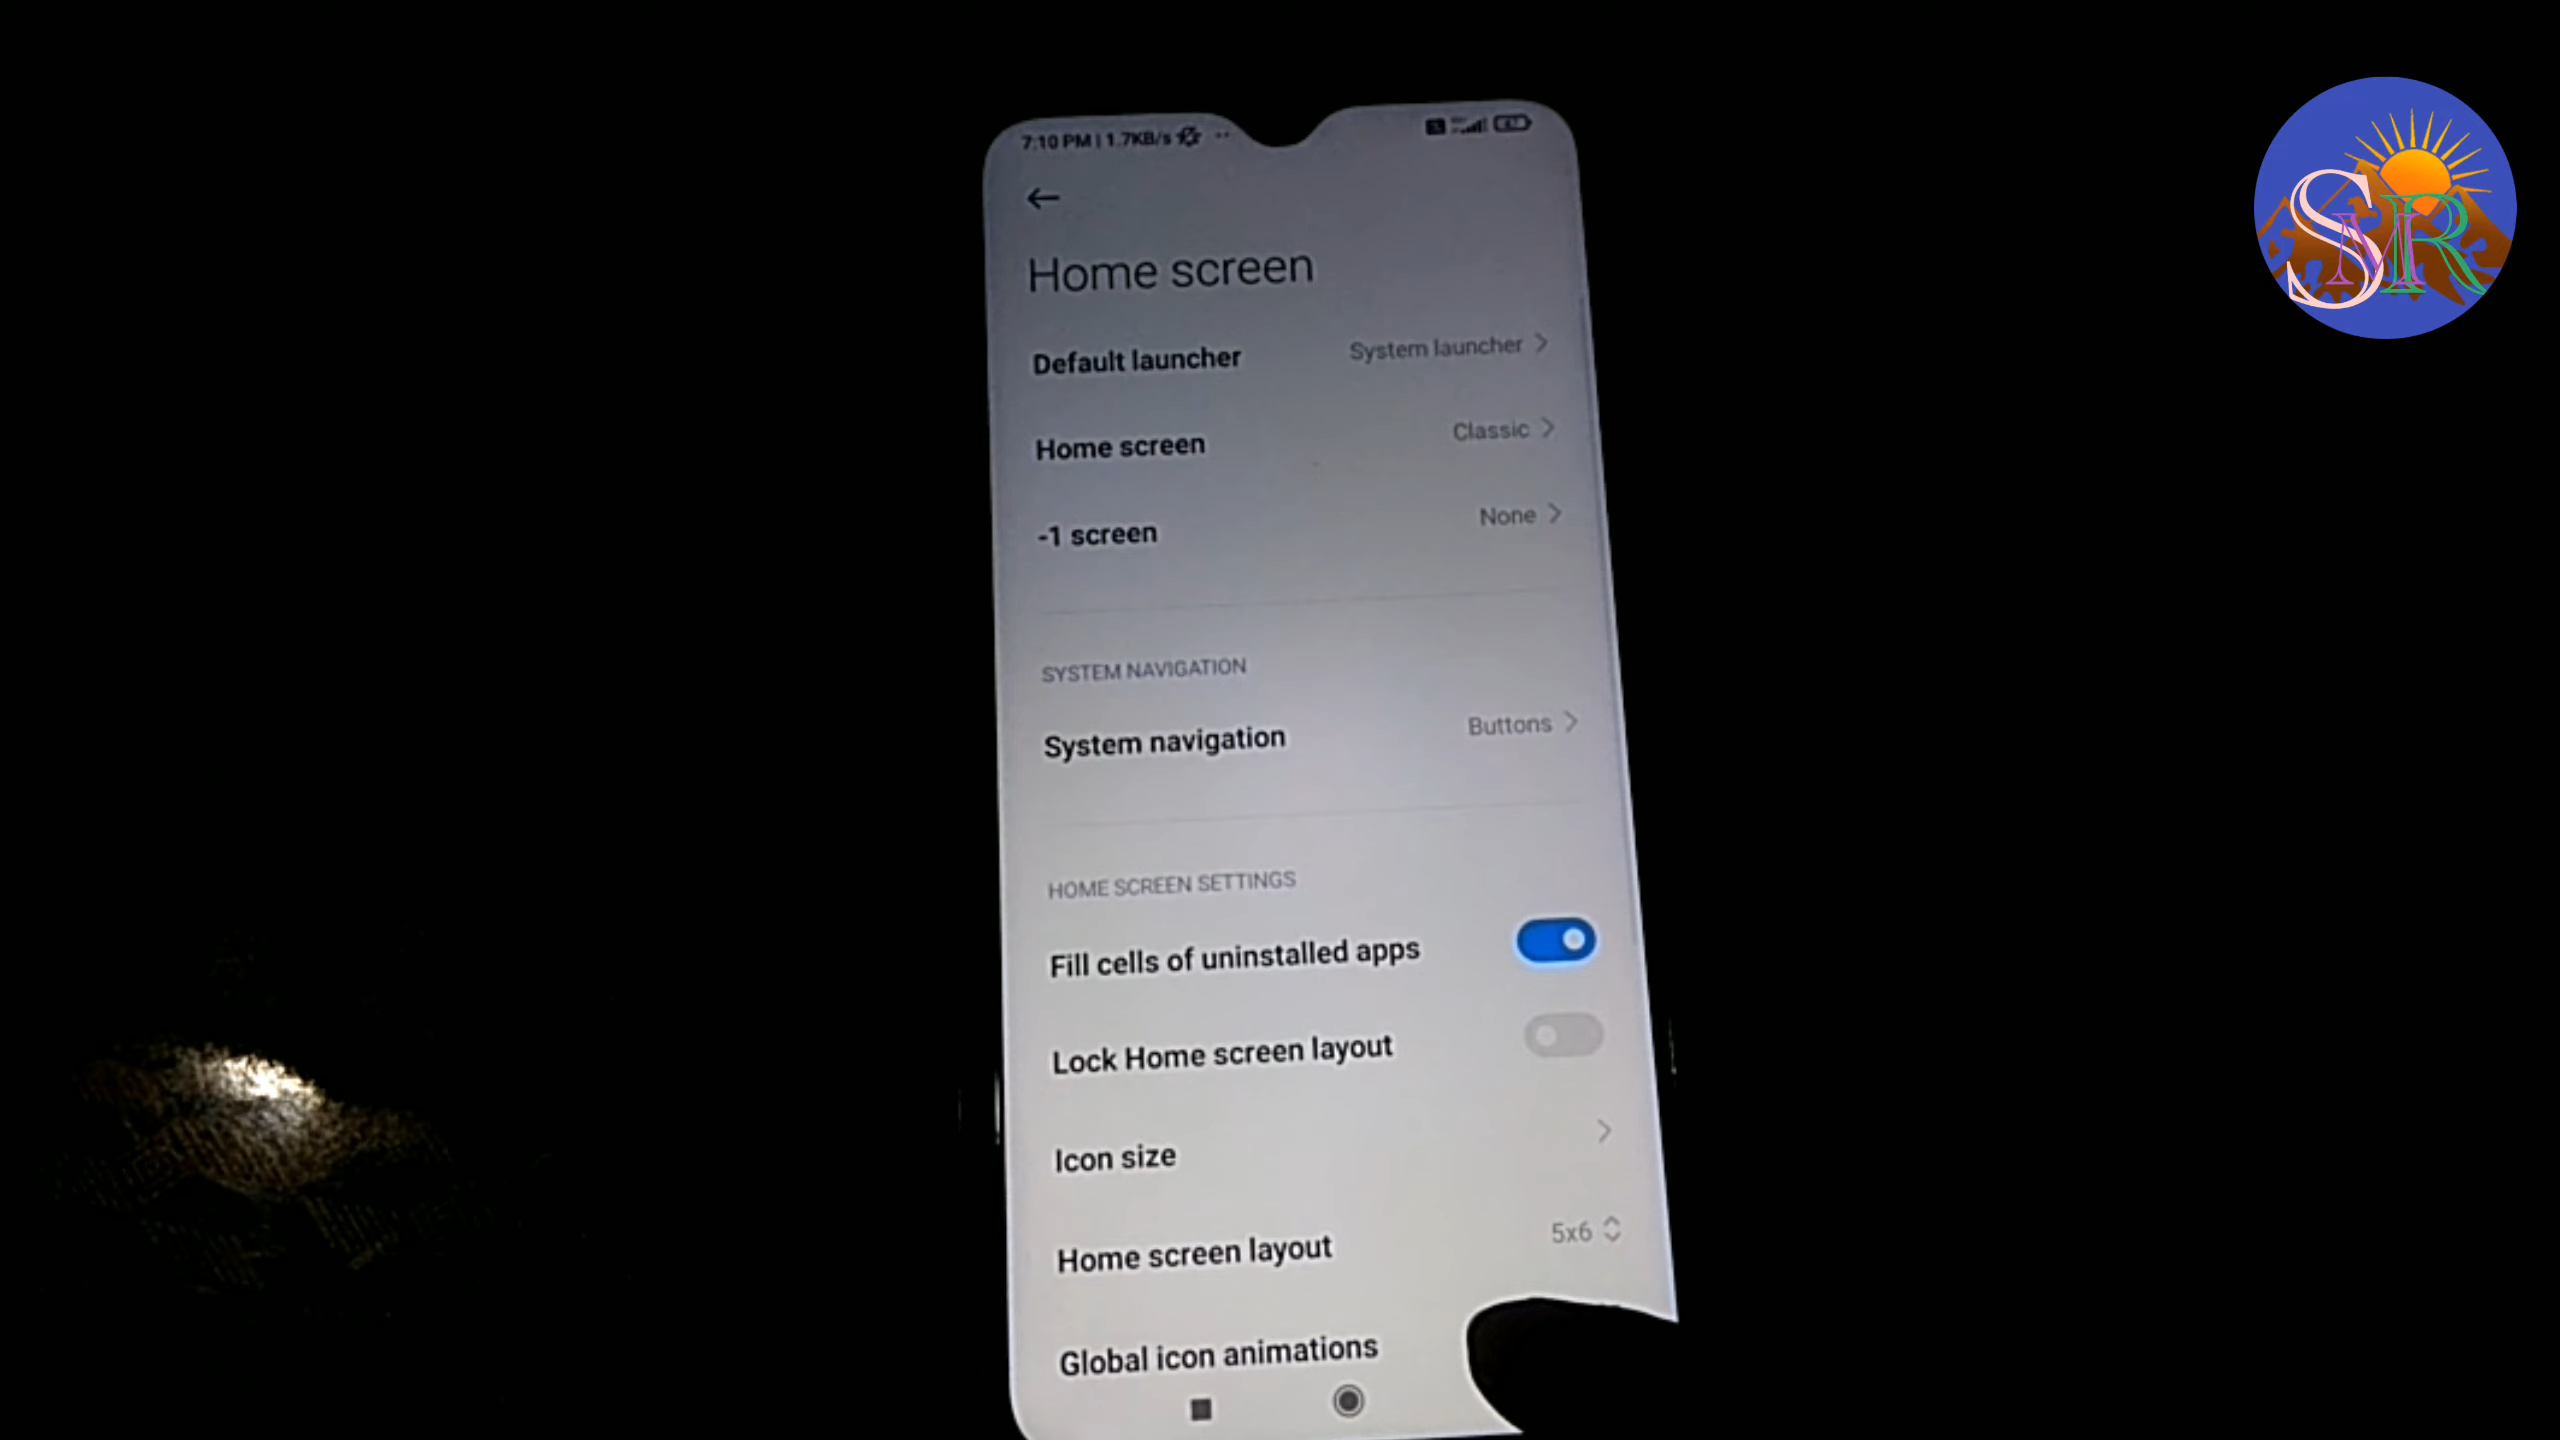 7:10 PM | 1.7KB/s
Home screen
Default launcher System launcher
Home screen Classic
-1 screen None
SYSTEM NAVIGATION
System navigation Buttons
HOME SCREEN SETTINGS
Fill cells of uninstalled apps
Lock Home screen layout
Icon size
Home screen layout 5x6
Global icon animations
SMR